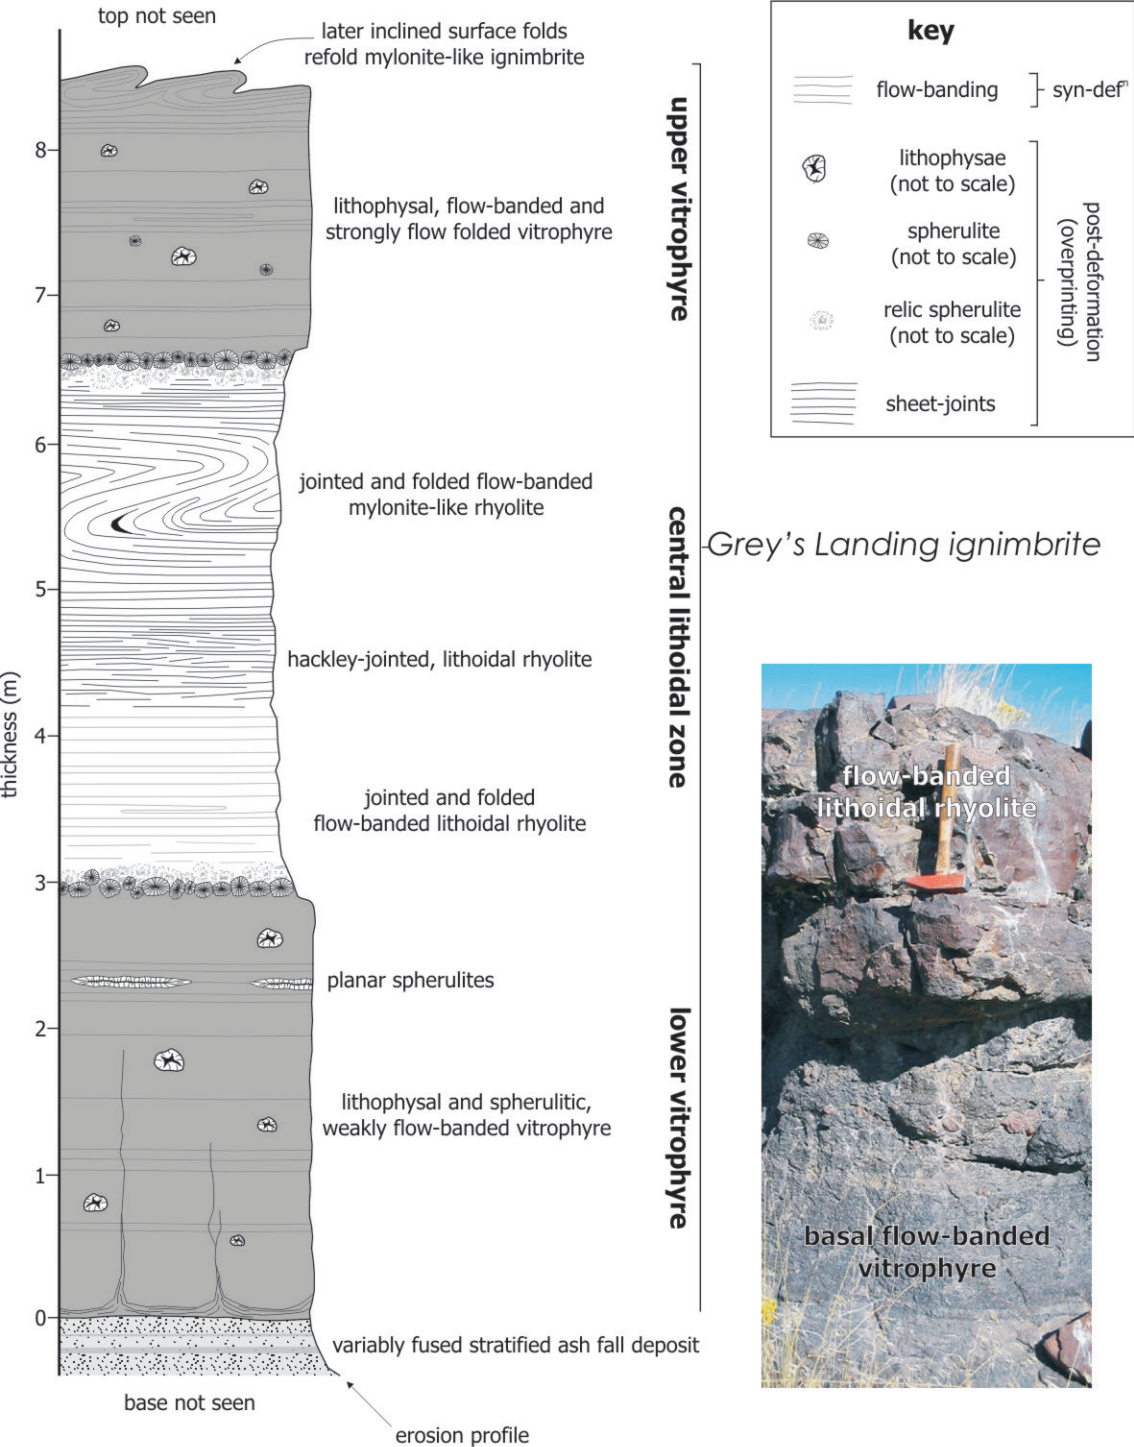 top not seen
later inclined surface folds
refold mylonite-like ignimbrite
8
lithophysal, flow-banded and
strongly flow folded vitrophyre
7
6
jointed and folded flow-banded
mylonite-like rhyolite
5
hackley-jointed, lithoidal rhyolite
4
jointed and folded
flow-banded lithoidal rhyolite
3
planar spherulites
2
lithophysal and spherulitic,
weakly flow-banded vitrophyre
1
0
variably fused stratified ash fall deposit
base not seen
erosion profile
thickness (m)
upper vitrophyre
central lithoidal zone
lower vitrophyre
key
flow-banding
syn-defⁿ
lithophysae
(not to scale)
spherulite
(not to scale)
relic spherulite
(not to scale)
sheet-joints
post-deformation
(overprinting)
Grey's Landing ignimbrite
flow-banded
lithoidal rhyolite
basal flow-banded
vitrophyre